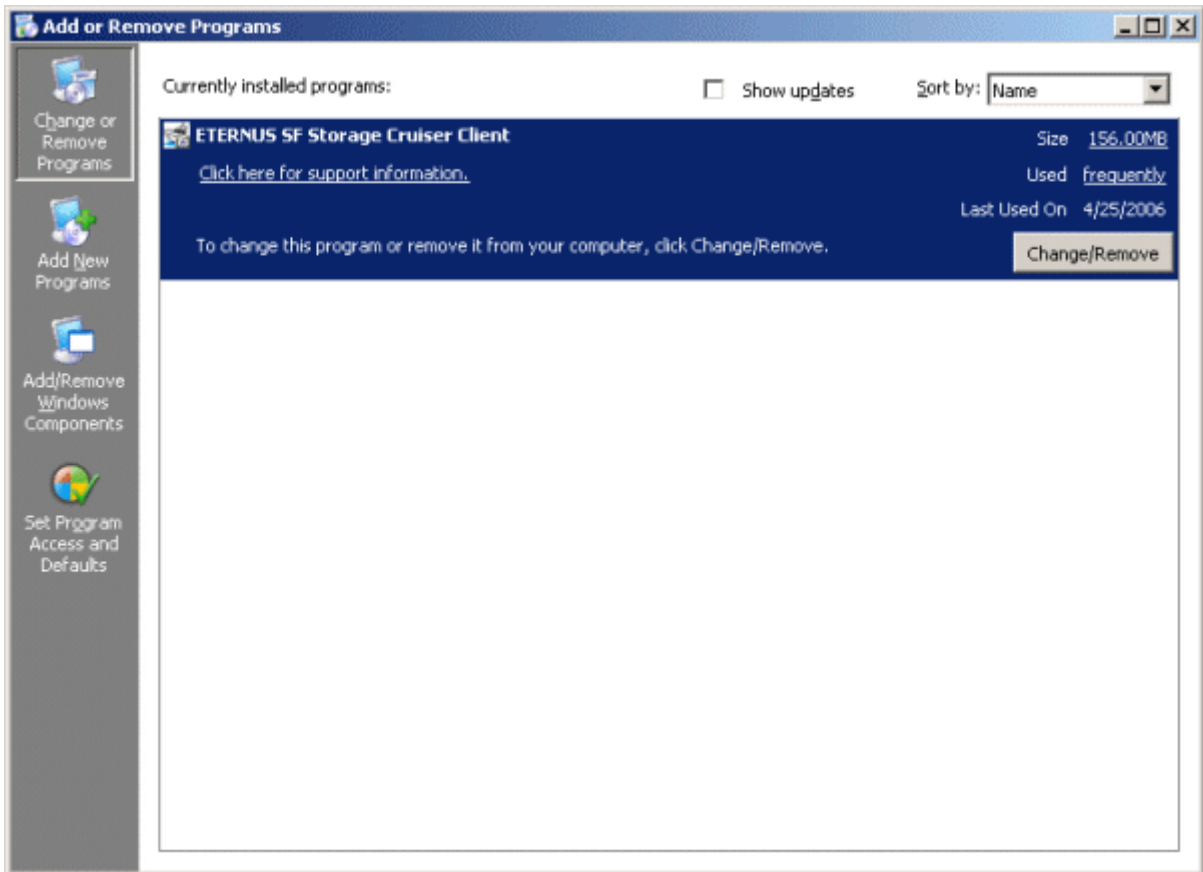 Add or Remove Programs
Change or
Remove
Programs
Add New
Programs
Add/Remove
Windows
Components
Set Program
Access and
Defaults
Currently installed programs:
Show updates
Sort by: Name
ETERNUS SF Storage Cruiser Client
Size 156.00MB
Click here for support information.
Used frequently
Last Used On 4/25/2006
To change this program or remove it from your computer, click Change/Remove.
Change/Remove